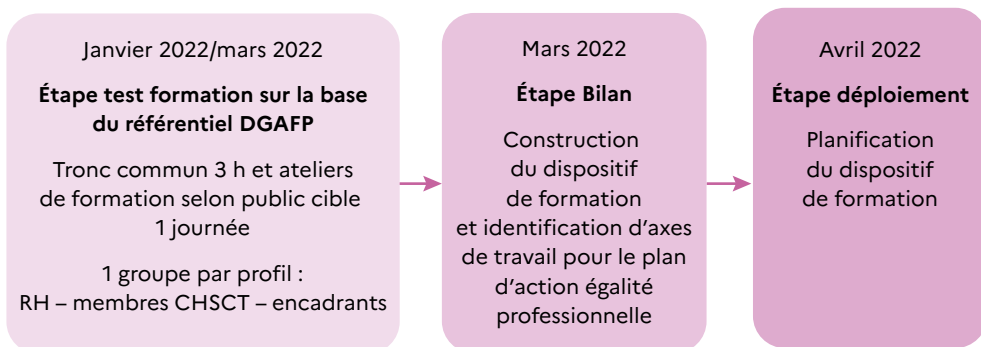 Janvier 2022/mars 2022
Étape test formation sur la base
du référentiel DGAFP
Tronc commun 3 h et ateliers
de formation selon public cible
1 journée
1 groupe par profil :
RH – membres CHSCT – encadrants
Mars 2022
Étape Bilan
Construction
du dispositif
de formation
et identification d’axes
de travail pour le plan
d’action égalité
professionnelle
Avril 2022
Étape déploiement
Planification
du dispositif
de formation